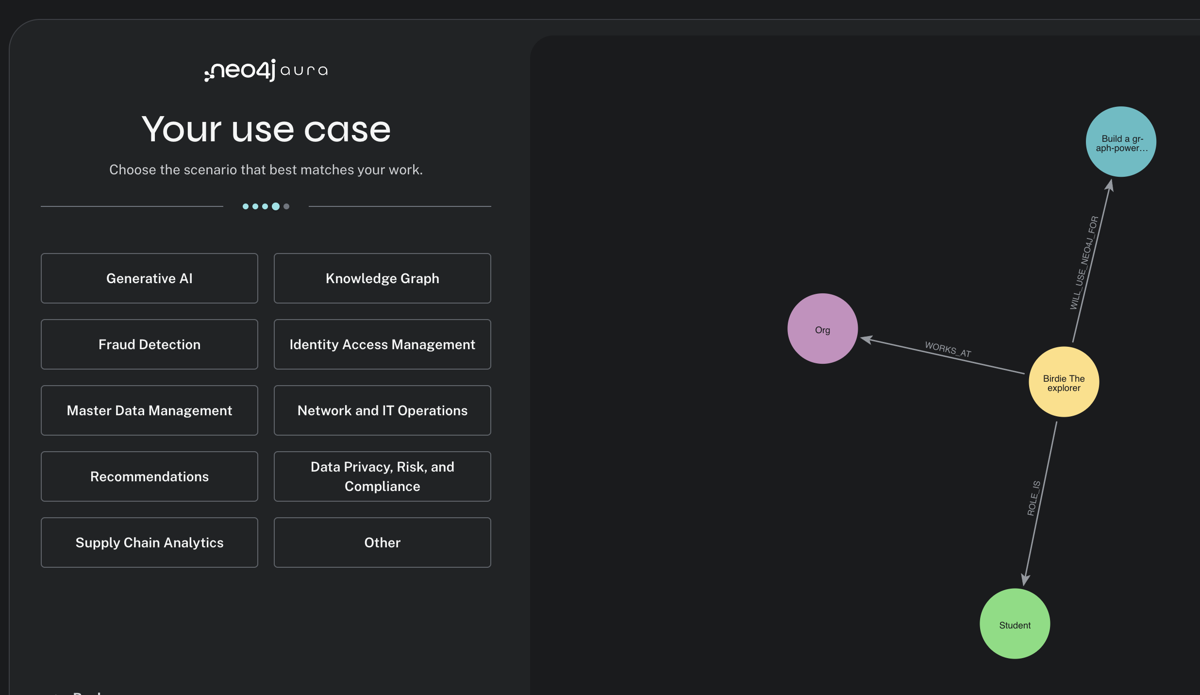 neo4j aura
Your use case
Choose the scenario that best matches your work.
Generative AI
Knowledge Graph
Fraud Detection
Identity Access Management
Master Data Management
Network and IT Operations
Recommendations
Data Privacy, Risk, and
Compliance
Supply Chain Analytics
Other
Build a gr-
aph-power...
WILL_USE_NEO4J_FOR
Org
WORKS_AT
Birdie The
explorer
ROLE_IS
Student